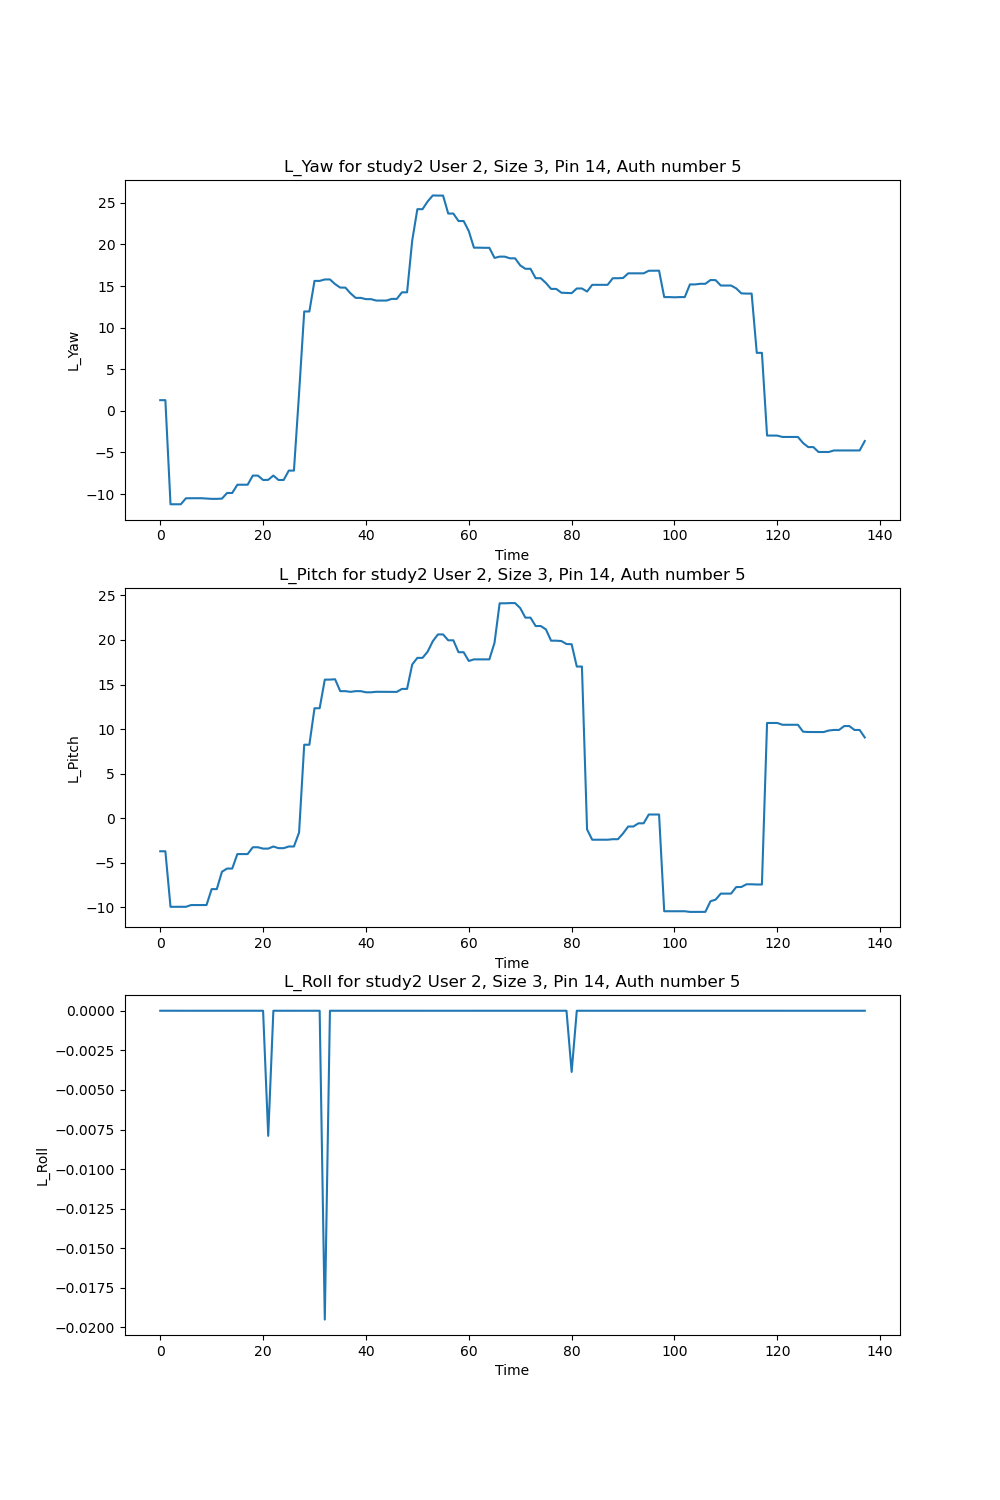 L_Yaw for study2 User 2, Size 3, Pin 14, Auth number 5
25
20
15
10
5
0
−5
−10
L_Yaw
0 20 40 60 80 100 120 140
Time
L_Pitch for study2 User 2, Size 3, Pin 14, Auth number 5
25
20
15
10
5
0
−5
−10
L_Pitch
0 20 40 60 80 100 120 140
Time
L_Roll for study2 User 2, Size 3, Pin 14, Auth number 5
0.0000
−0.0025
−0.0050
−0.0075
−0.0100
−0.0125
−0.0150
−0.0175
−0.0200
L_Roll
0 20 40 60 80 100 120 140
Time